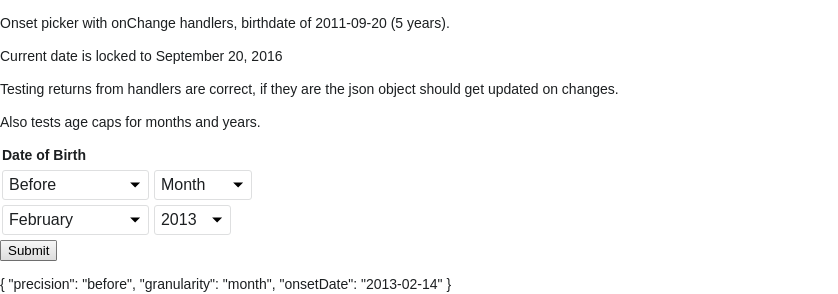 Onset picker with onChange handlers, birthdate of 2011-09-20 (5 years).
Current date is locked to September 20, 2016
Testing returns from handlers are correct, if they are the json object should get updated on changes.
Also tests age caps for months and years.
Date of Birth
Before Month
February 2013
Submit
{ "precision": "before", "granularity": "month", "onsetDate": "2013-02-14" }